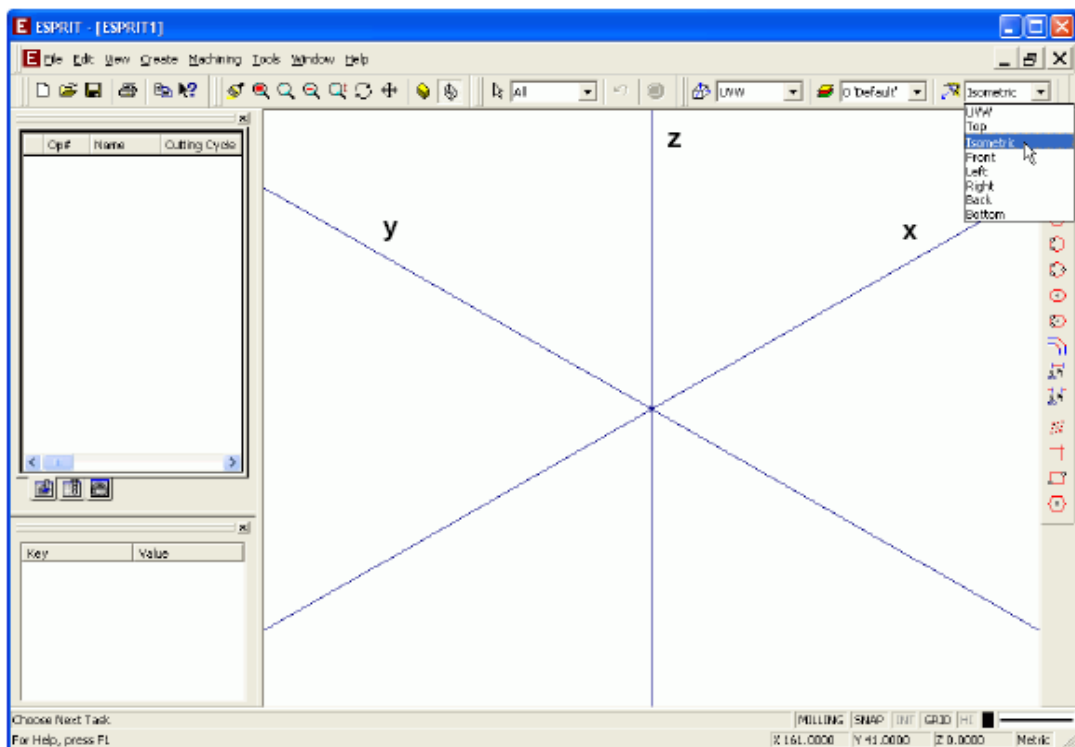 ESPRIT - [ESPRIT1]
File Edit View Create Machining Tools Window Help
All
UVW
0 'Default'
Isometric
UVW
Top
Isometric
Front
Left
Right
Back
Bottom
Op# Name Cutting Cycle
z
y
x
Key Value
Choose Next Task
MILLING SNAP INT GRID HI
For Help, press F1
X 161.0000 Y 41.0000 Z 0.0000 Metric